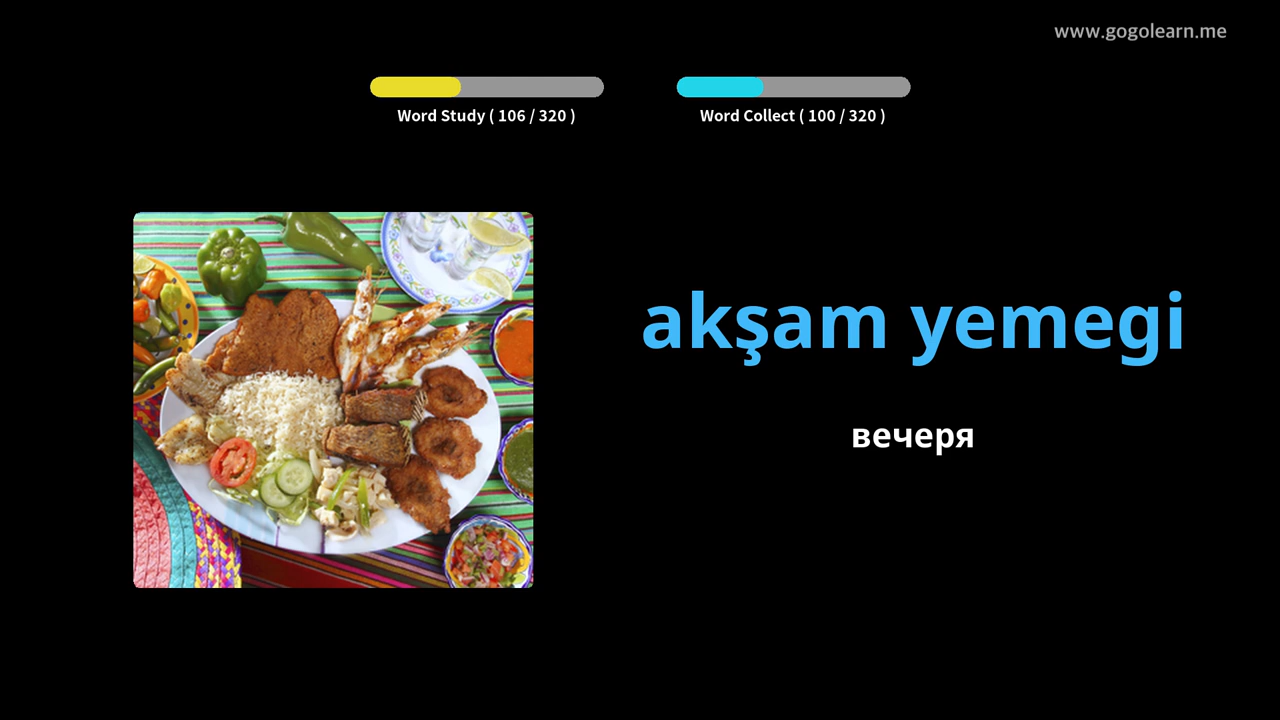 www.gogolearn.me
Word Study ( 106 / 320 )
Word Collect ( 100 / 320 )
akşam yemegi
вечеря